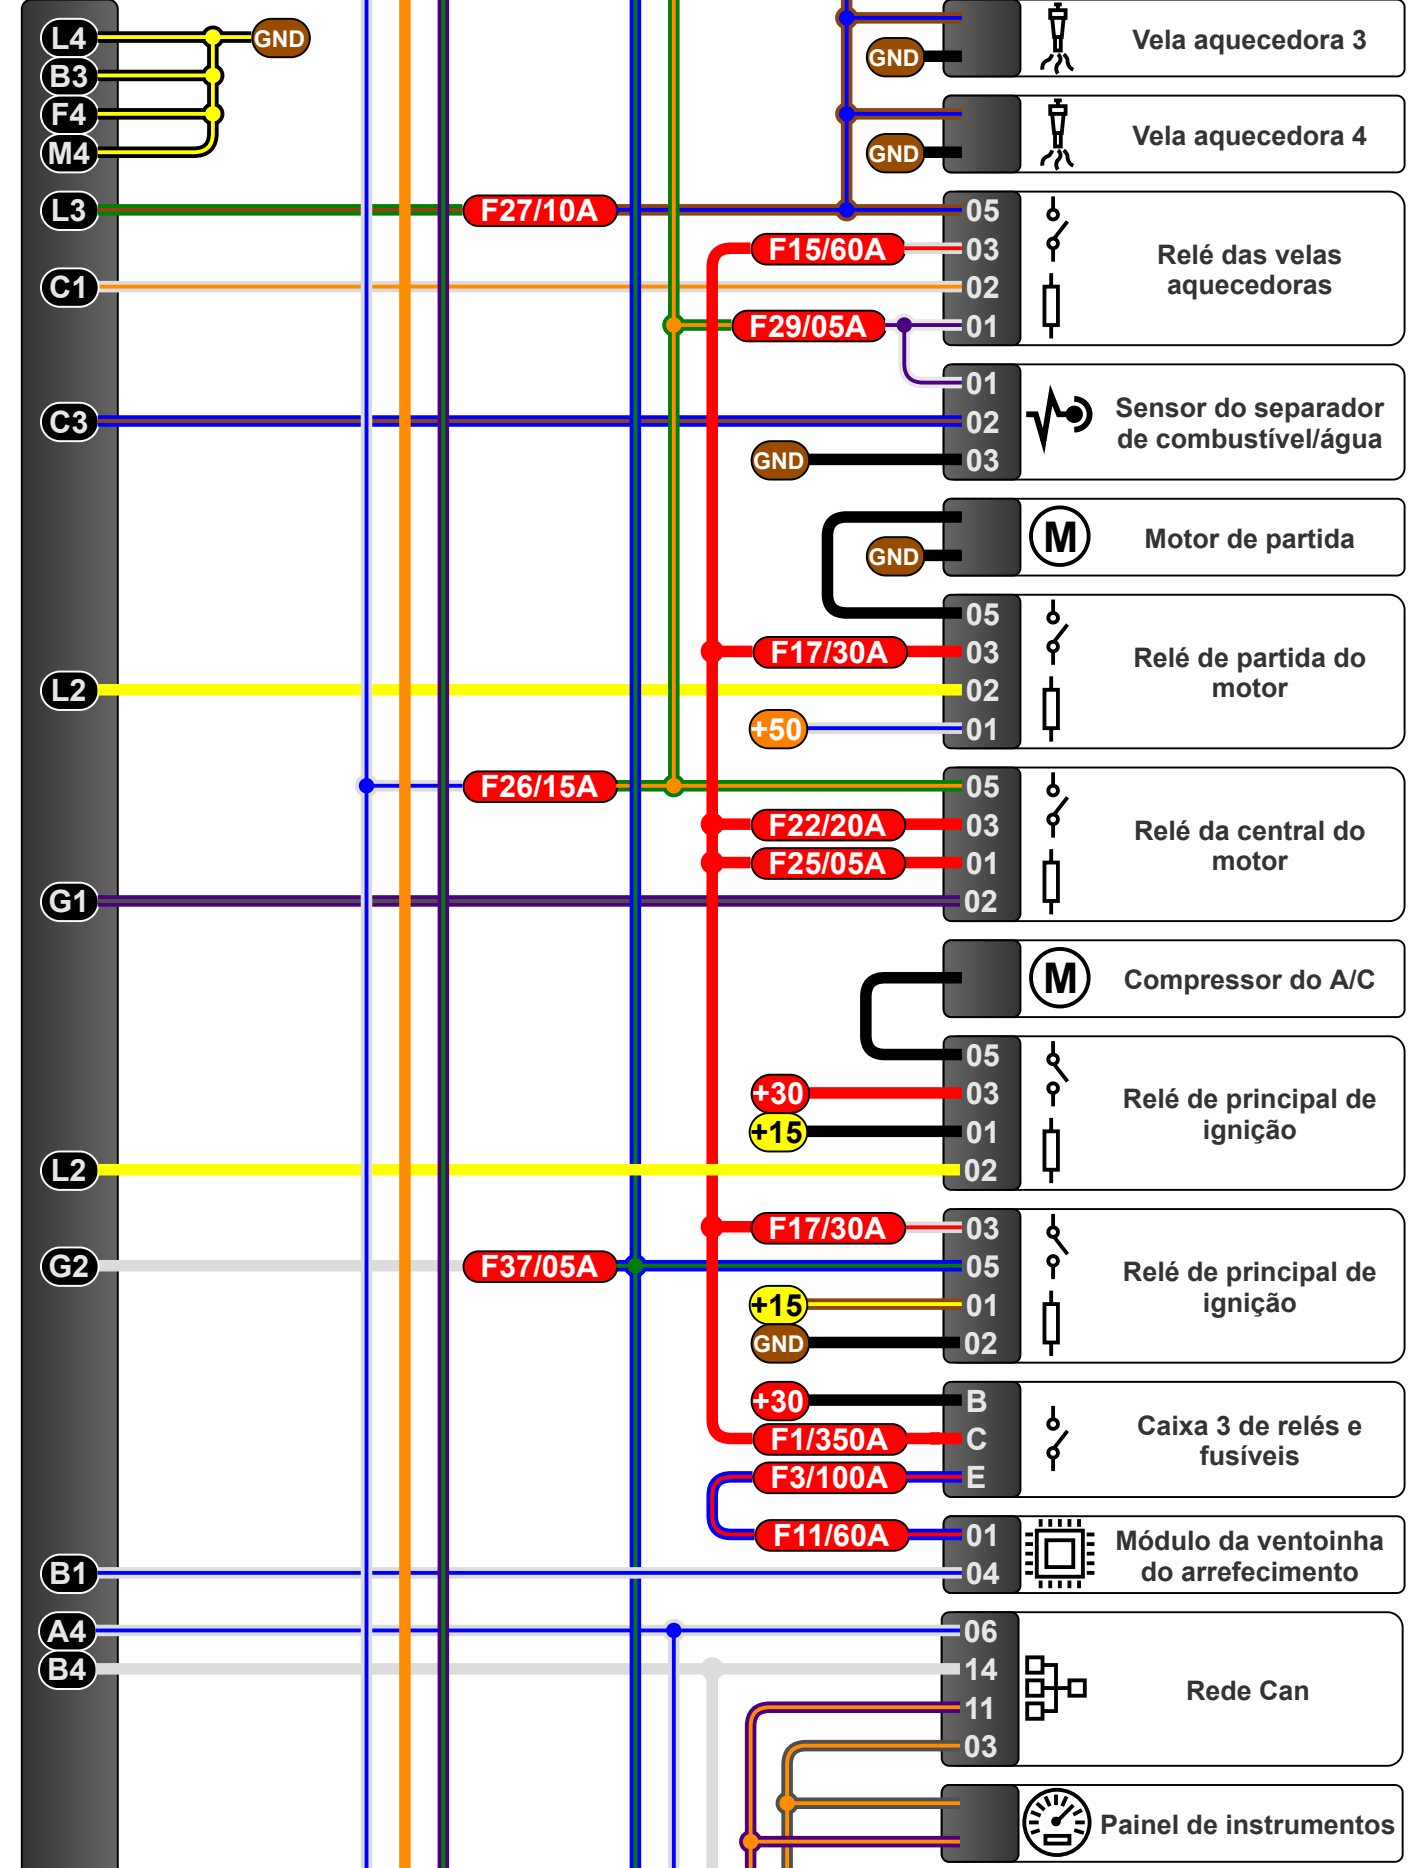 Vela aquecedora 3
L4
GND
GND
B3
F4
Vela aquecedora 4
M4
GND
L3
F27/10A
05
F15/60A
03
Relé das velas
aquecedoras
C1
02
F29/05A
01
01
Sensor do separador
de combustível/água
C3
02
GND
03
Motor de partida
M
GND
05
F17/30A
03
Relé de partida do
motor
L2
02
+50
01
F26/15A
05
F22/20A
03
Relé da central do
motor
F25/05A
01
G1
02
M
Compressor do A/C
05
+30
03
Relé de principal de
ignição
+15
01
L2
02
F17/30A
03
G2
F37/05A
05
Relé de principal de
ignição
+15
01
GND
02
+30
B
Caixa 3 de relés e
fusíveis
F1/350A
C
F3/100A
E
F11/60A
01
Módulo da ventoinha
do arrefecimento
B1
04
A4
06
B4
14
Rede Can
11
03
Painel de instrumentos